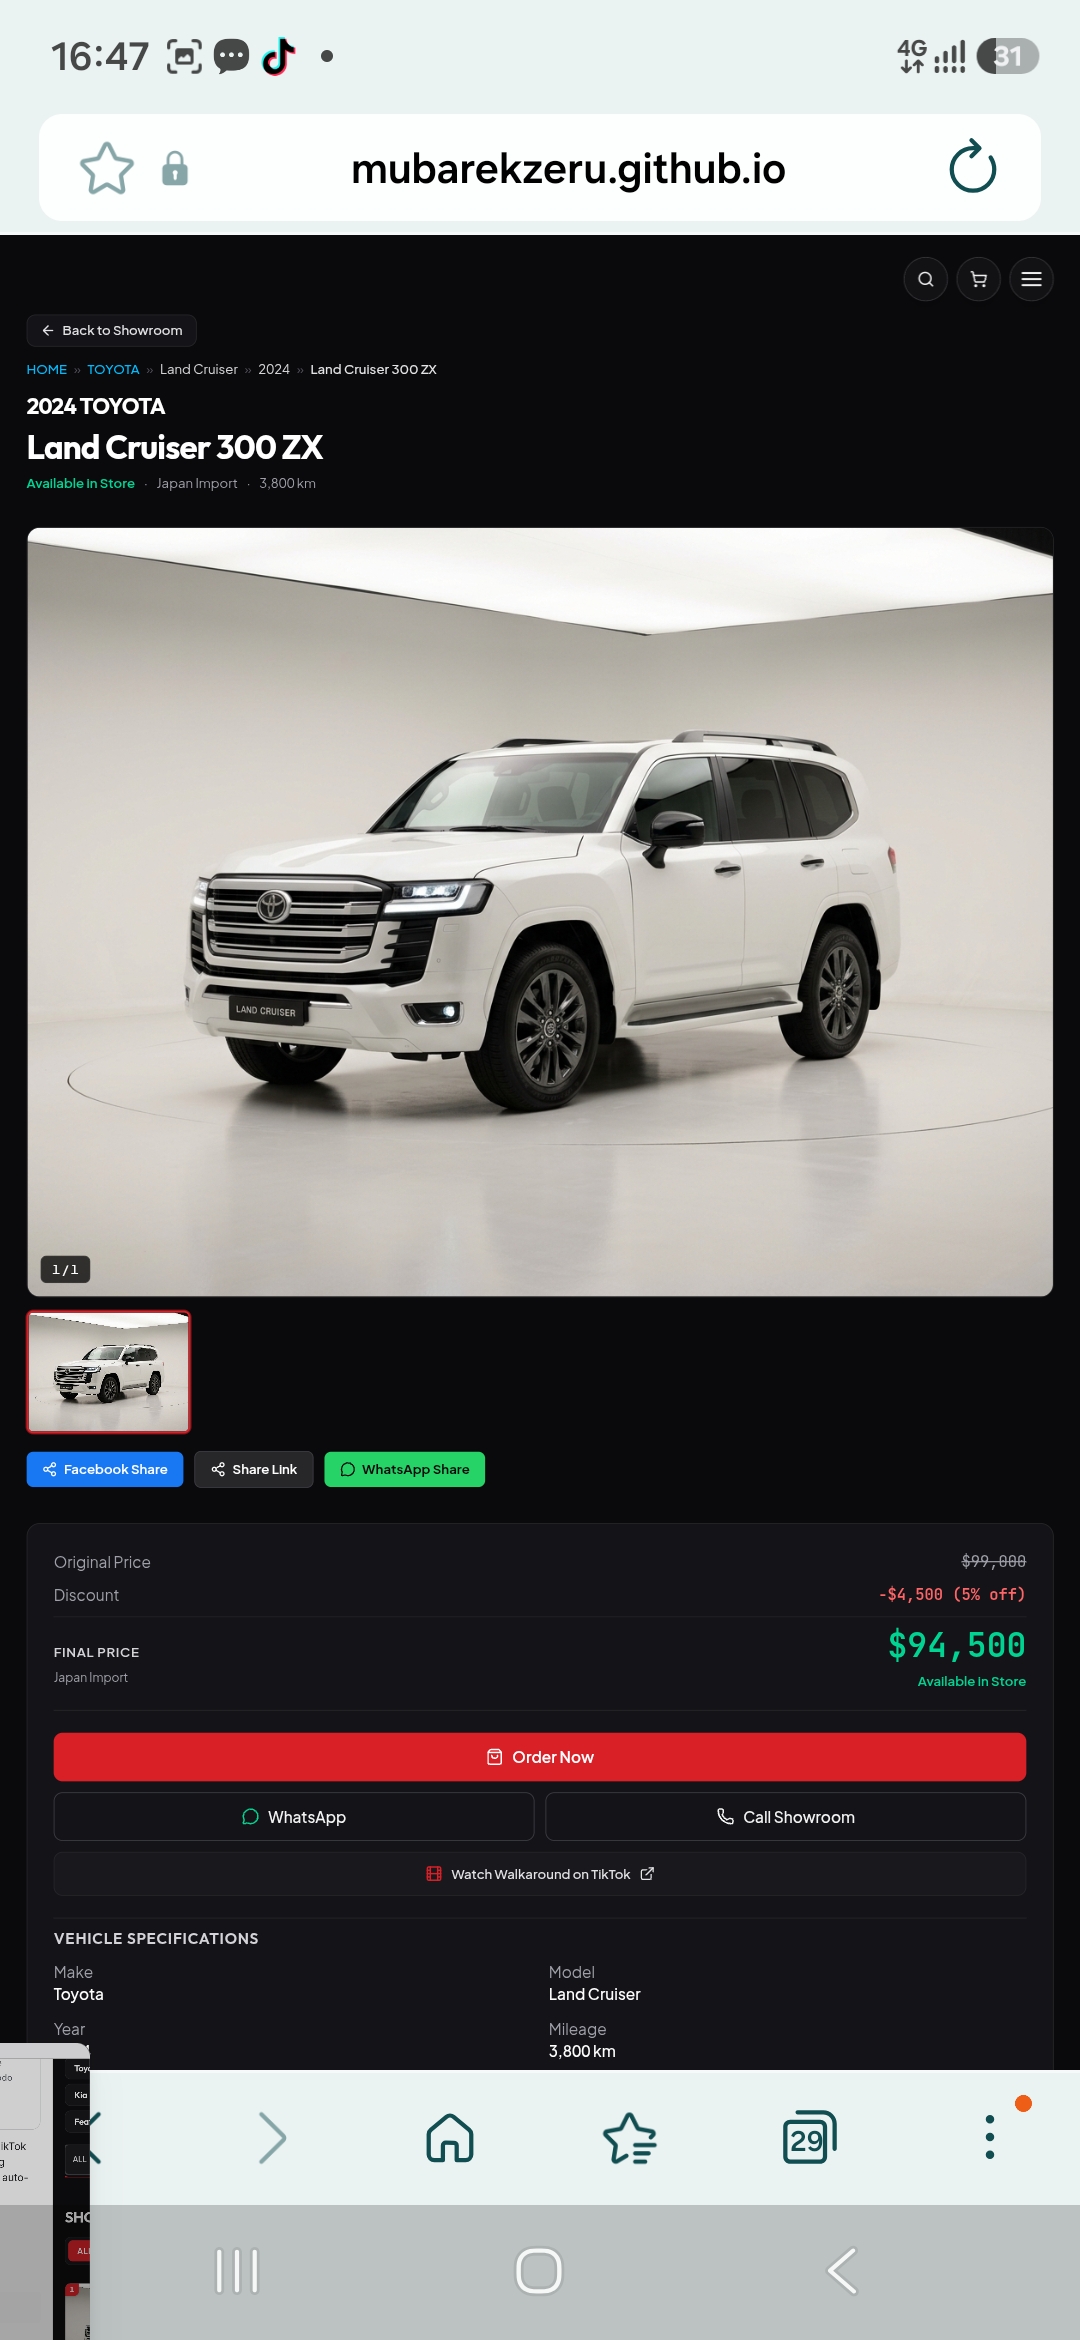 16:47
4G
31
mubarekzeru.github.io
Back to Showroom
HOME » TOYOTA » Land Cruiser » 2024 » Land Cruiser 300 ZX
2024 TOYOTA
Land Cruiser 300 ZX
Available in Store · Japan Import · 3,800 km
LAND CRUISER
1/1
Facebook Share
Share Link
WhatsApp Share
Original Price $99,000
Discount -$4,500 (5% off)
FINAL PRICE $94,500
Japan Import Available in Store
Order Now
WhatsApp
Call Showroom
Watch Walkaround on TikTok
VEHICLE SPECIFICATIONS
Make Model
Toyota Land Cruiser
Year Mileage
3,800 km
Kia
ALL
auto-
29
1